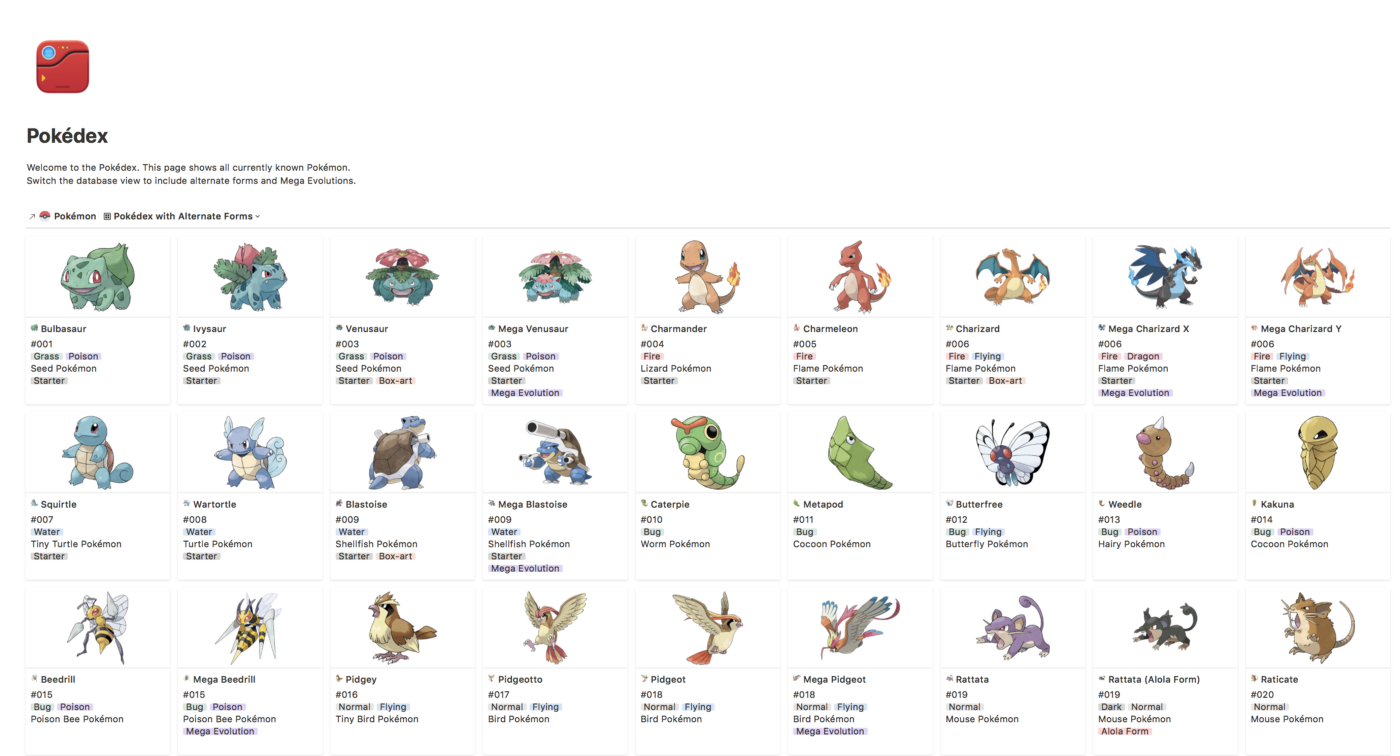 Pokédex
Welcome to the Pokédex. This page shows all currently known Pokémon.
Switch the database view to include alternate forms and Mega Evolutions.
Pokémon Pokédex with Alternate Forms
Bulbasaur
#001
Grass Poison
Seed Pokémon
Starter
Ivysaur
#002
Grass Poison
Seed Pokémon
Starter
Venusaur
#003
Grass Poison
Seed Pokémon
Starter Box-art
Mega Venusaur
#003
Grass Poison
Seed Pokémon
Starter
Mega Evolution
Charmander
#004
Fire
Lizard Pokémon
Starter
Charmeleon
#005
Fire
Flame Pokémon
Starter
Charizard
#006
Fire Flying
Flame Pokémon
Starter Box-art
Mega Charizard X
#006
Fire Dragon
Flame Pokémon
Starter
Mega Evolution
Mega Charizard Y
#006
Fire Flying
Flame Pokémon
Starter
Mega Evolution
Squirtle
#007
Water
Tiny Turtle Pokémon
Starter
Wartortle
#008
Water
Turtle Pokémon
Starter
Blastoise
#009
Water
Shellfish Pokémon
Starter Box-art
Mega Blastoise
#009
Water
Shellfish Pokémon
Starter
Mega Evolution
Caterpie
#010
Bug
Worm Pokémon
Metapod
#011
Bug
Cocoon Pokémon
Butterfree
#012
Bug Flying
Butterfly Pokémon
Weedle
#013
Bug Poison
Hairy Pokémon
Kakuna
#014
Bug Poison
Cocoon Pokémon
Beedrill
#015
Bug Poison
Poison Bee Pokémon
Mega Beedrill
#015
Bug Poison
Poison Bee Pokémon
Mega Evolution
Pidgey
#016
Normal Flying
Tiny Bird Pokémon
Pidgeotto
#017
Normal Flying
Bird Pokémon
Pidgeot
#018
Normal Flying
Bird Pokémon
Mega Pidgeot
#018
Normal Flying
Bird Pokémon
Mega Evolution
Rattata
#019
Normal
Mouse Pokémon
Rattata (Alola Form)
#019
Dark Normal
Mouse Pokémon
Alola Form
Raticate
#020
Normal
Mouse Pokémon